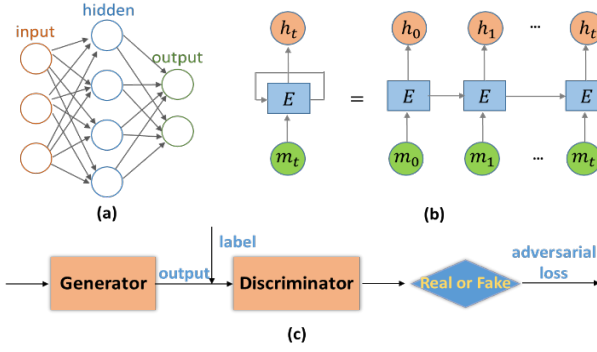 hidden
input
output
(a)
h_t
h_0
h_1
...
h_t
E
=
E
E
E
m_t
m_0
m_1
...
m_t
(b)
label
output
Generator
Discriminator
Real or Fake
adversarial
loss
(c)